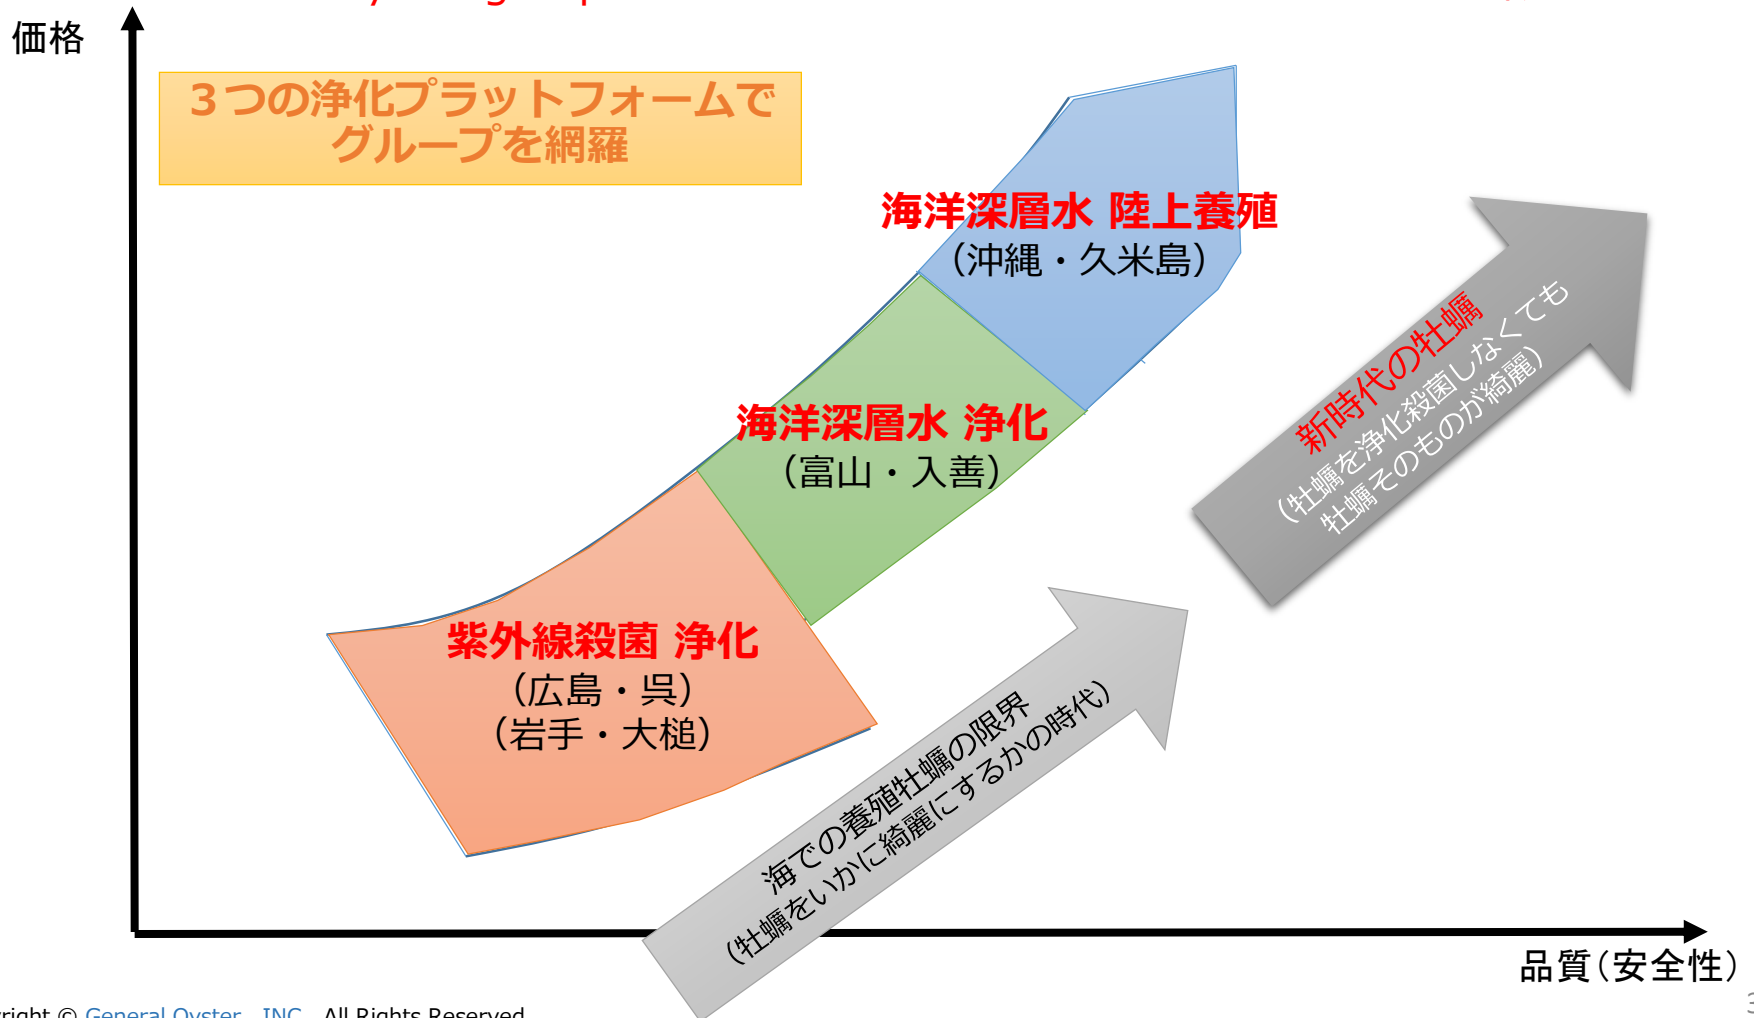 価格
３つの浄化プラットフォームで
グループを網羅
海洋深層水 陸上養殖
（沖縄・久米島）
海洋深層水 浄化
（富山・入善）
紫外線殺菌 浄化
（広島・呉）
（岩手・大槌）
新時代の牡蠣
（牡蠣を浄化殺菌しなくても
牡蠣そのものが綺麗）
海での養殖牡蠣の限界
（牡蠣をいかに綺麗にするかの時代）
品質（安全性）
right © General Oyster , INC. All Rights Reserved